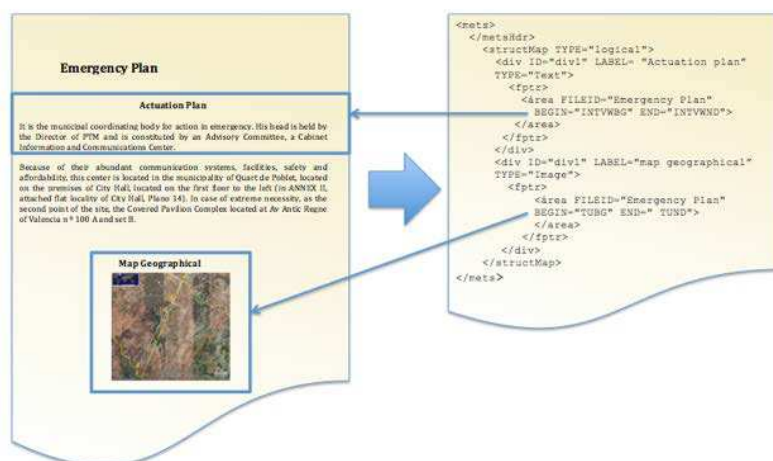 Emergency Plan
Actuation Plan
It is the municipal coordinating body for action in emergency. His head is held by
the Director of PTM and is constituted by an Advisory Committee, a Cabinet
Information and Communications Center.
Because of their abundant communication systems, facilities, safety and
affordability, this center is located in the municipality of Quart de Poblet, located
on the premises of City Hall, located on the first floor to the left (in ANNEX II,
attached flat locality of City Hall, Plano 14). In case of extreme necessity, as the
second point of the site, the Covered Pavilion Complex located at Av Antic Regne
of Valencia nº 100 A and set B.
Map Geographical
<mets>
</metsHdr>
<structMap TYPE="logical">
<div ID="div1" LABEL= "Actuation plan"
TYPE="Text">
<fptr>
<área FILEID="Emergency Plan"
BEGIN="INTVWBG" END="INTVWND">
</area>
</fptr>
</div>
<div ID="div1" LABEL="map geographical"
TYPE="Image">
<fptr>
<área FILEID="Emergency Plan"
BEGIN="TUBG" END=" TUND">
</area>
</fptr>
</div>
</structMap>
</mets>